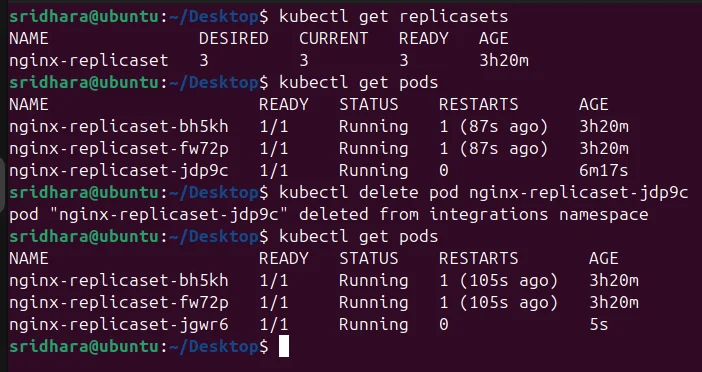 sridhara@ubuntu:~/Desktop$ kubectl get replicasets
NAME               DESIRED   CURRENT   READY   AGE
nginx-replicaset   3         3         3       3h20m
sridhara@ubuntu:~/Desktop$ kubectl get pods
NAME                     READY   STATUS    RESTARTS      AGE
nginx-replicaset-bh5kh   1/1     Running   1 (87s ago)   3h20m
nginx-replicaset-fw72p   1/1     Running   1 (87s ago)   3h20m
nginx-replicaset-jdp9c   1/1     Running   0             6m17s
sridhara@ubuntu:~/Desktop$ kubectl delete pod nginx-replicaset-jdp9c
pod "nginx-replicaset-jdp9c" deleted from integrations namespace
sridhara@ubuntu:~/Desktop$ kubectl get pods
NAME                     READY   STATUS    RESTARTS       AGE
nginx-replicaset-bh5kh   1/1     Running   1 (105s ago)   3h20m
nginx-replicaset-fw72p   1/1     Running   1 (105s ago)   3h20m
nginx-replicaset-jgwr6   1/1     Running   0              5s
sridhara@ubuntu:~/Desktop$